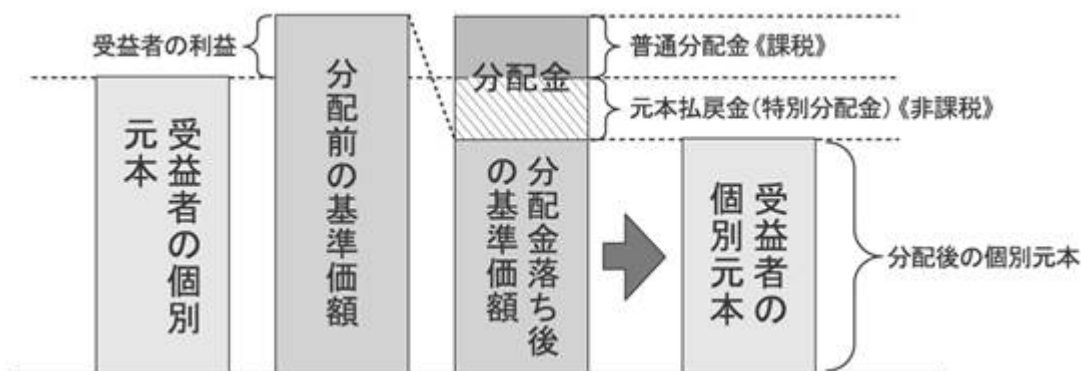 受益者の利益
受益者の個別
元本
分配前の基準価額
分配金
分配金落ち後
の基準価額
普通分配金《課税》
元本払戻金(特別分配金)《非課税》
受益者の
個別元本
分配後の個別元本